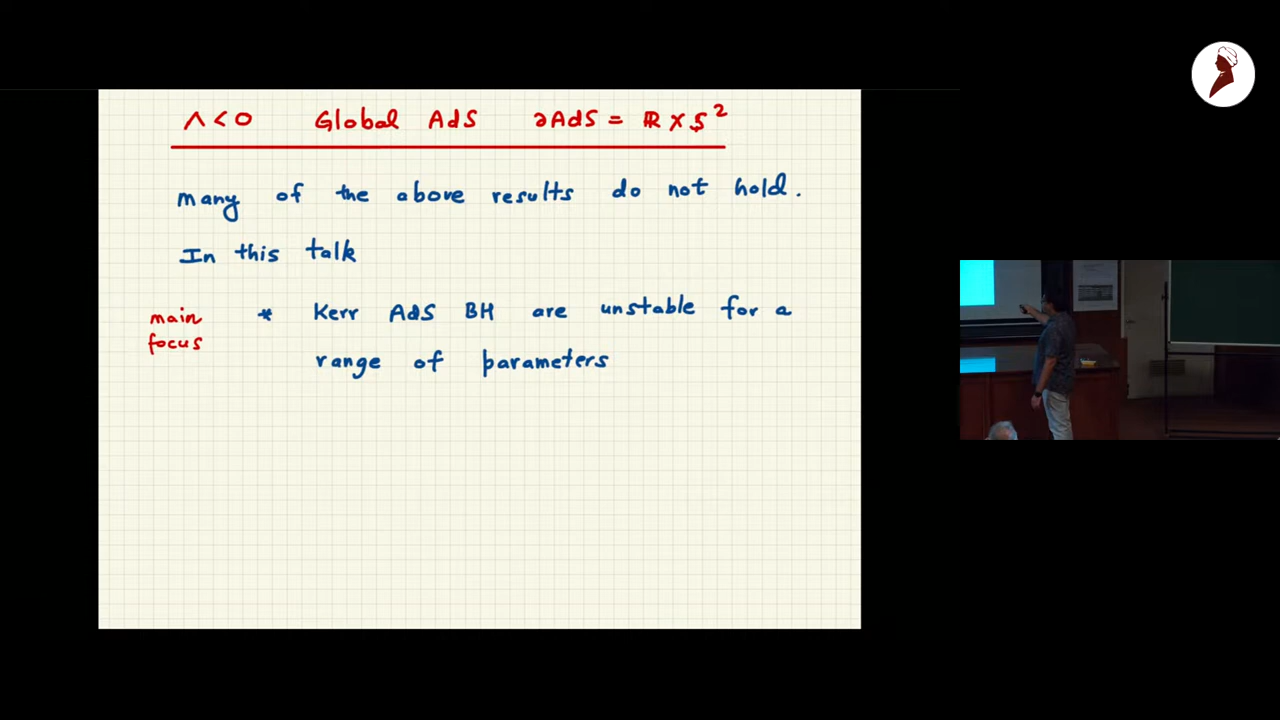 Λ < 0 Global AdS ∂AdS = ℝ × S²
many of the above results do not hold.
In this talk
main focus * Kerr AdS BH are unstable for a
range of parameters